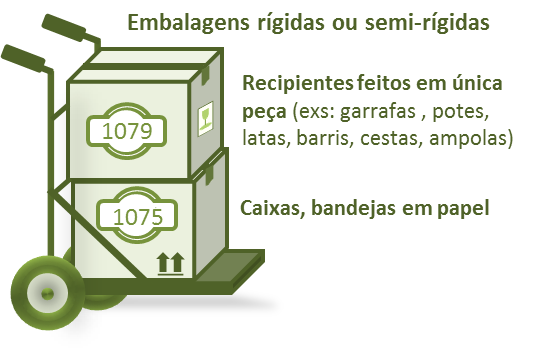 Embalagens rígidas ou semi-rígidas
Recipientes feitos em única
peça (exs: garrafas , potes,
latas, barris, cestas, ampolas)
1079
Caixas, bandejas em papel
1075